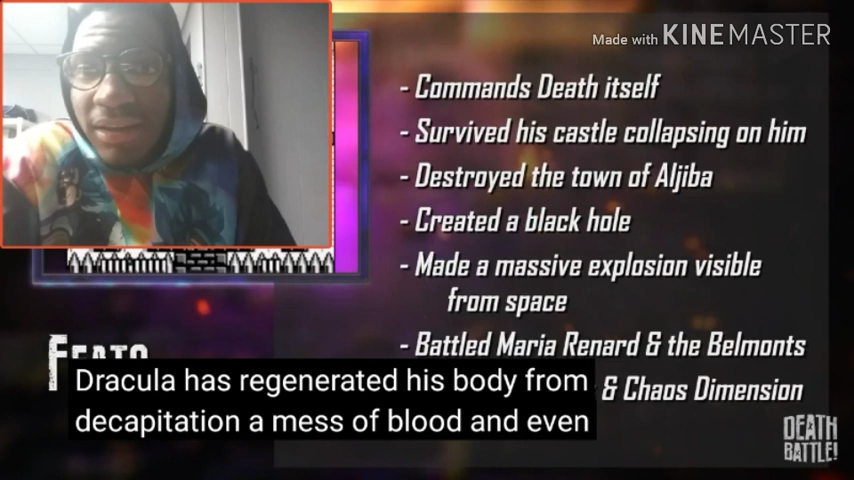 Made with KINEMASTER
- Commands Death itself
- Survived his castle collapsing on him
- Destroyed the town of Aljiba
- Created a black hole
- Made a massive explosion visible
from space
- Battled Maria Renard & the Belmonts
& Chaos Dimension
Dracula has regenerated his body from
decapitation a mess of blood and even
DEATH
BATTLE!